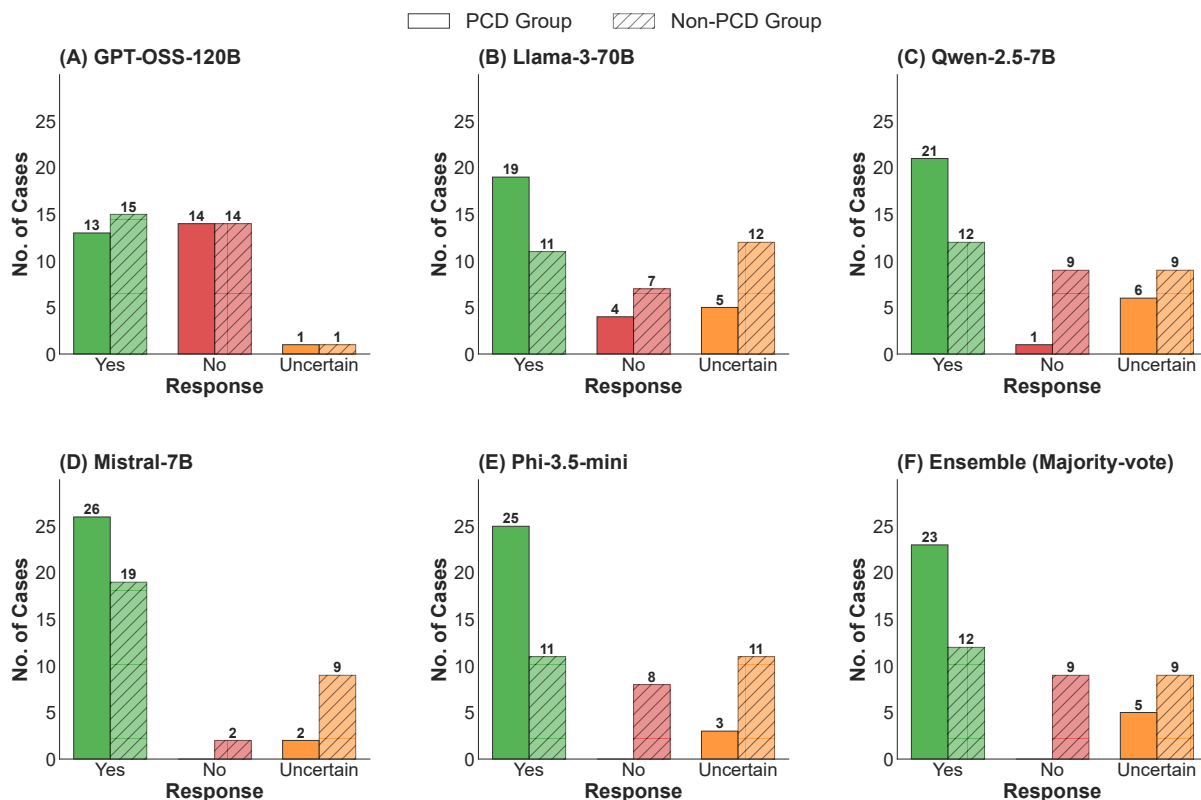 PCD Group Non-PCD Group
(A) GPT-OSS-120B
No. of Cases
25
20
15
10
5
0
13 15 14 14 1 1
Yes No Uncertain
Response
(B) Llama-3-70B
No. of Cases
25
20
15
10
5
0
19 11 4 7 5 12
Yes No Uncertain
Response
(C) Qwen-2.5-7B
No. of Cases
25
20
15
10
5
0
21 12 1 9 6 9
Yes No Uncertain
Response
(D) Mistral-7B
No. of Cases
25
20
15
10
5
0
26 19 2 2 9
Yes No Uncertain
Response
(E) Phi-3.5-mini
No. of Cases
25
20
15
10
5
0
25 11 8 3 11
Yes No Uncertain
Response
(F) Ensemble (Majority-vote)
No. of Cases
25
20
15
10
5
0
23 12 9 5 9
Yes No Uncertain
Response